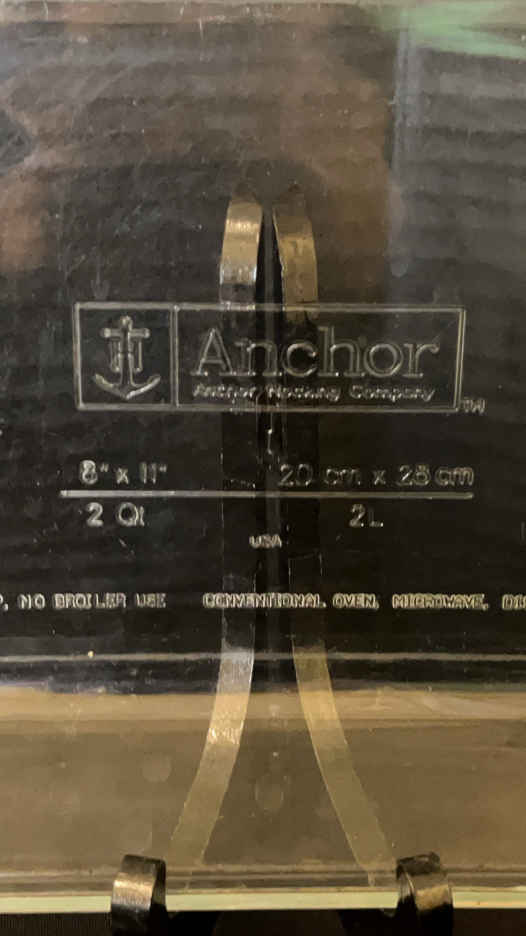 Anchor
Anchor Hocking Company
TM
8" x 11" 20 cm x 28 cm
2 Qt 2L
USA
NO BROILER USE CONVENTIONAL OVEN, MICROWAVE,